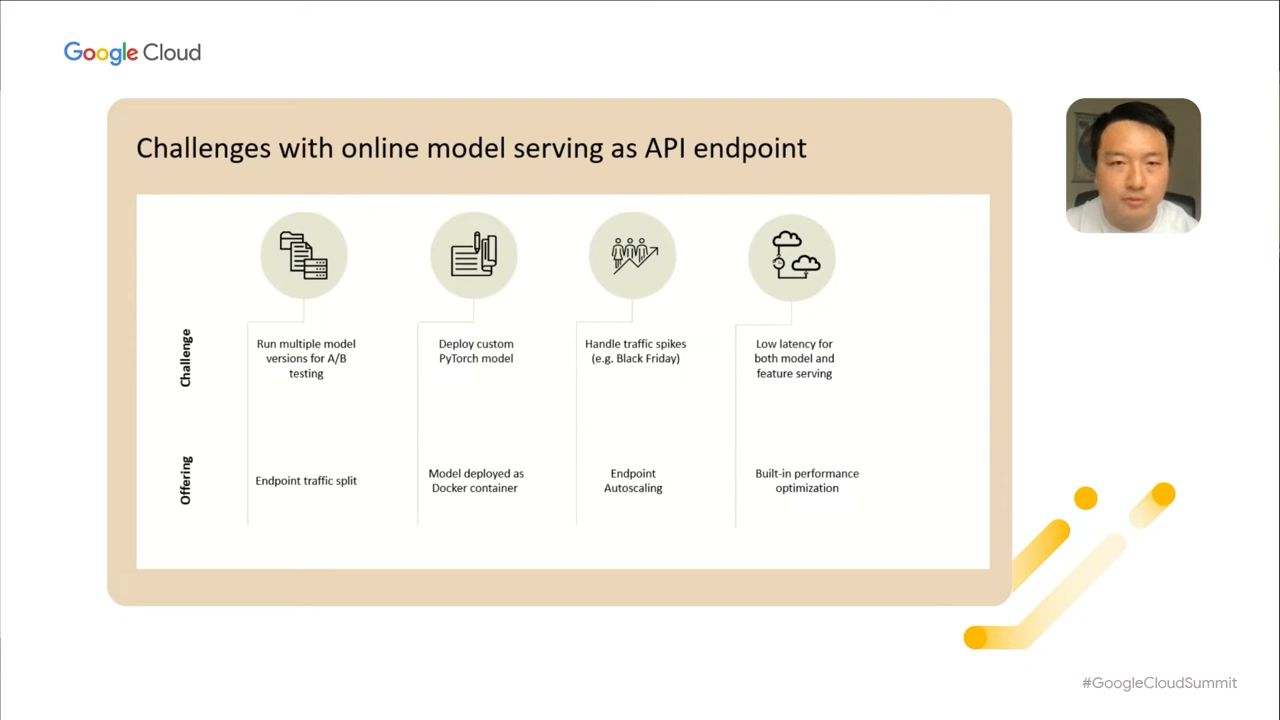 Google Cloud
Challenges with online model serving as API endpoint
Challenge
Run multiple model
versions for A/B
testing
Deploy custom
PyTorch model
Handle traffic spikes
(e.g. Black Friday)
Low latency for
both model and
feature serving
Offering
Endpoint traffic split
Model deployed as
Docker container
Endpoint
Autoscaling
Built-in performance
optimization
#GoogleCloudSummit